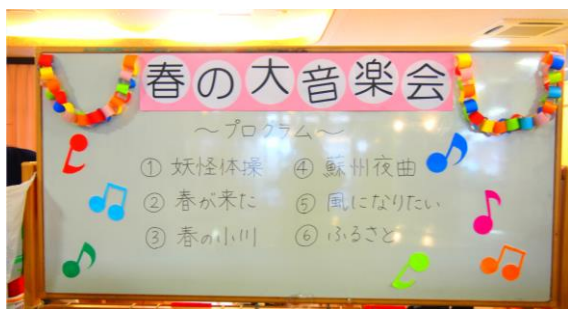 春の大音楽会
～プログラム～
① 妖怪体操
② 春が来た
③ 春の小川
④ 蘇州夜曲
⑤ 風になりたい
⑥ ふるさと